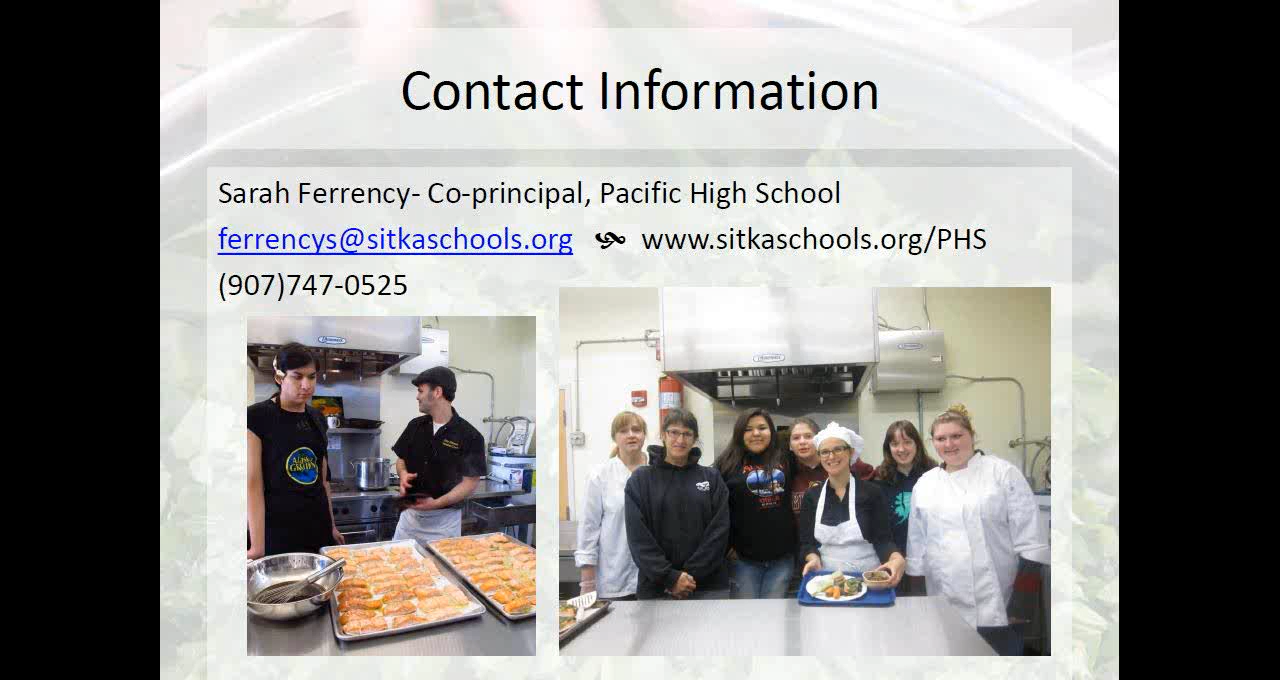 Contact Information
Sarah Ferrency- Co-principal, Pacific High School
ferrencys@sitkaschools.org www.sitkaschools.org/PHS
(907)747-0525